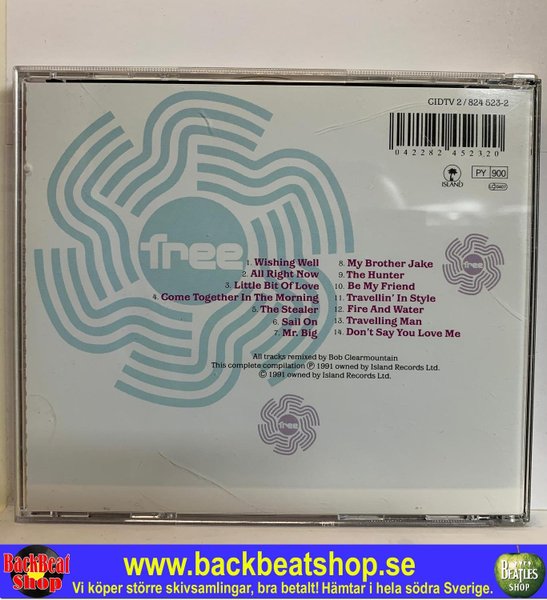 CIDTV 2 / 824 523-2
0 42282 45232 0
ISLAND
PY 900
LC 0407
free
1. Wishing Well
2. All Right Now
3. Little Bit Of Love
4. Come Together In The Morning
5. The Stealer
6. Sail On
7. Mr. Big
8. My Brother Jake
9. The Hunter
10. Be My Friend
11. Travellin' In Style
12. Fire And Water
13. Travelling Man
14. Don't Say You Love Me
free
All tracks remixed by Bob Clearmountain
This complete compilation Ⓟ 1991 owned by Island Records Ltd.
© 1991 owned by Island Records Ltd.
free
BackBeat
Shop
www.backbeatshop.se
Vi köper större skivsamlingar, bra betalt! Hämtar i hela södra Sverige.
BEATLES
SHOP